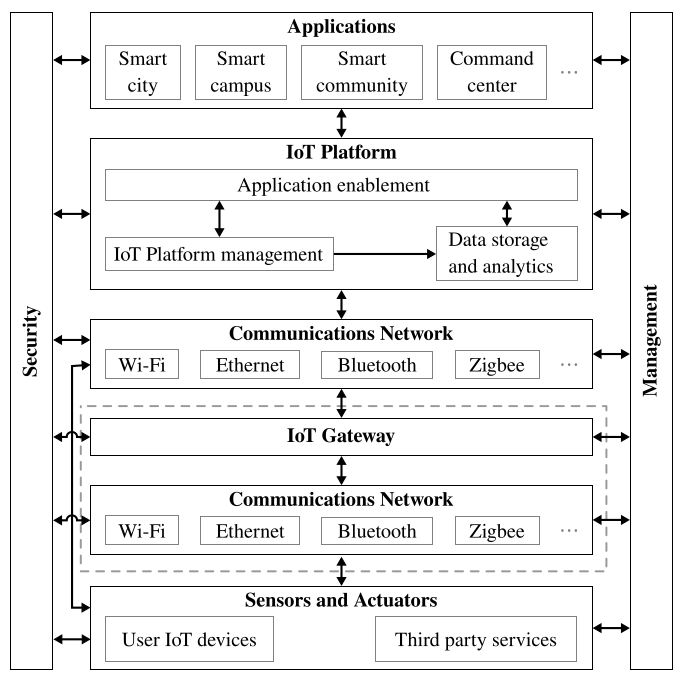 Applications
Smart
city
Smart
campus
Smart
community
Command
center
...
IoT Platform
Application enablement
IoT Platform management
Data storage
and analytics
Security
Management
Communications Network
Wi-Fi
Ethernet
Bluetooth
Zigbee
...
IoT Gateway
Communications Network
Wi-Fi
Ethernet
Bluetooth
Zigbee
...
Sensors and Actuators
User IoT devices
Third party services